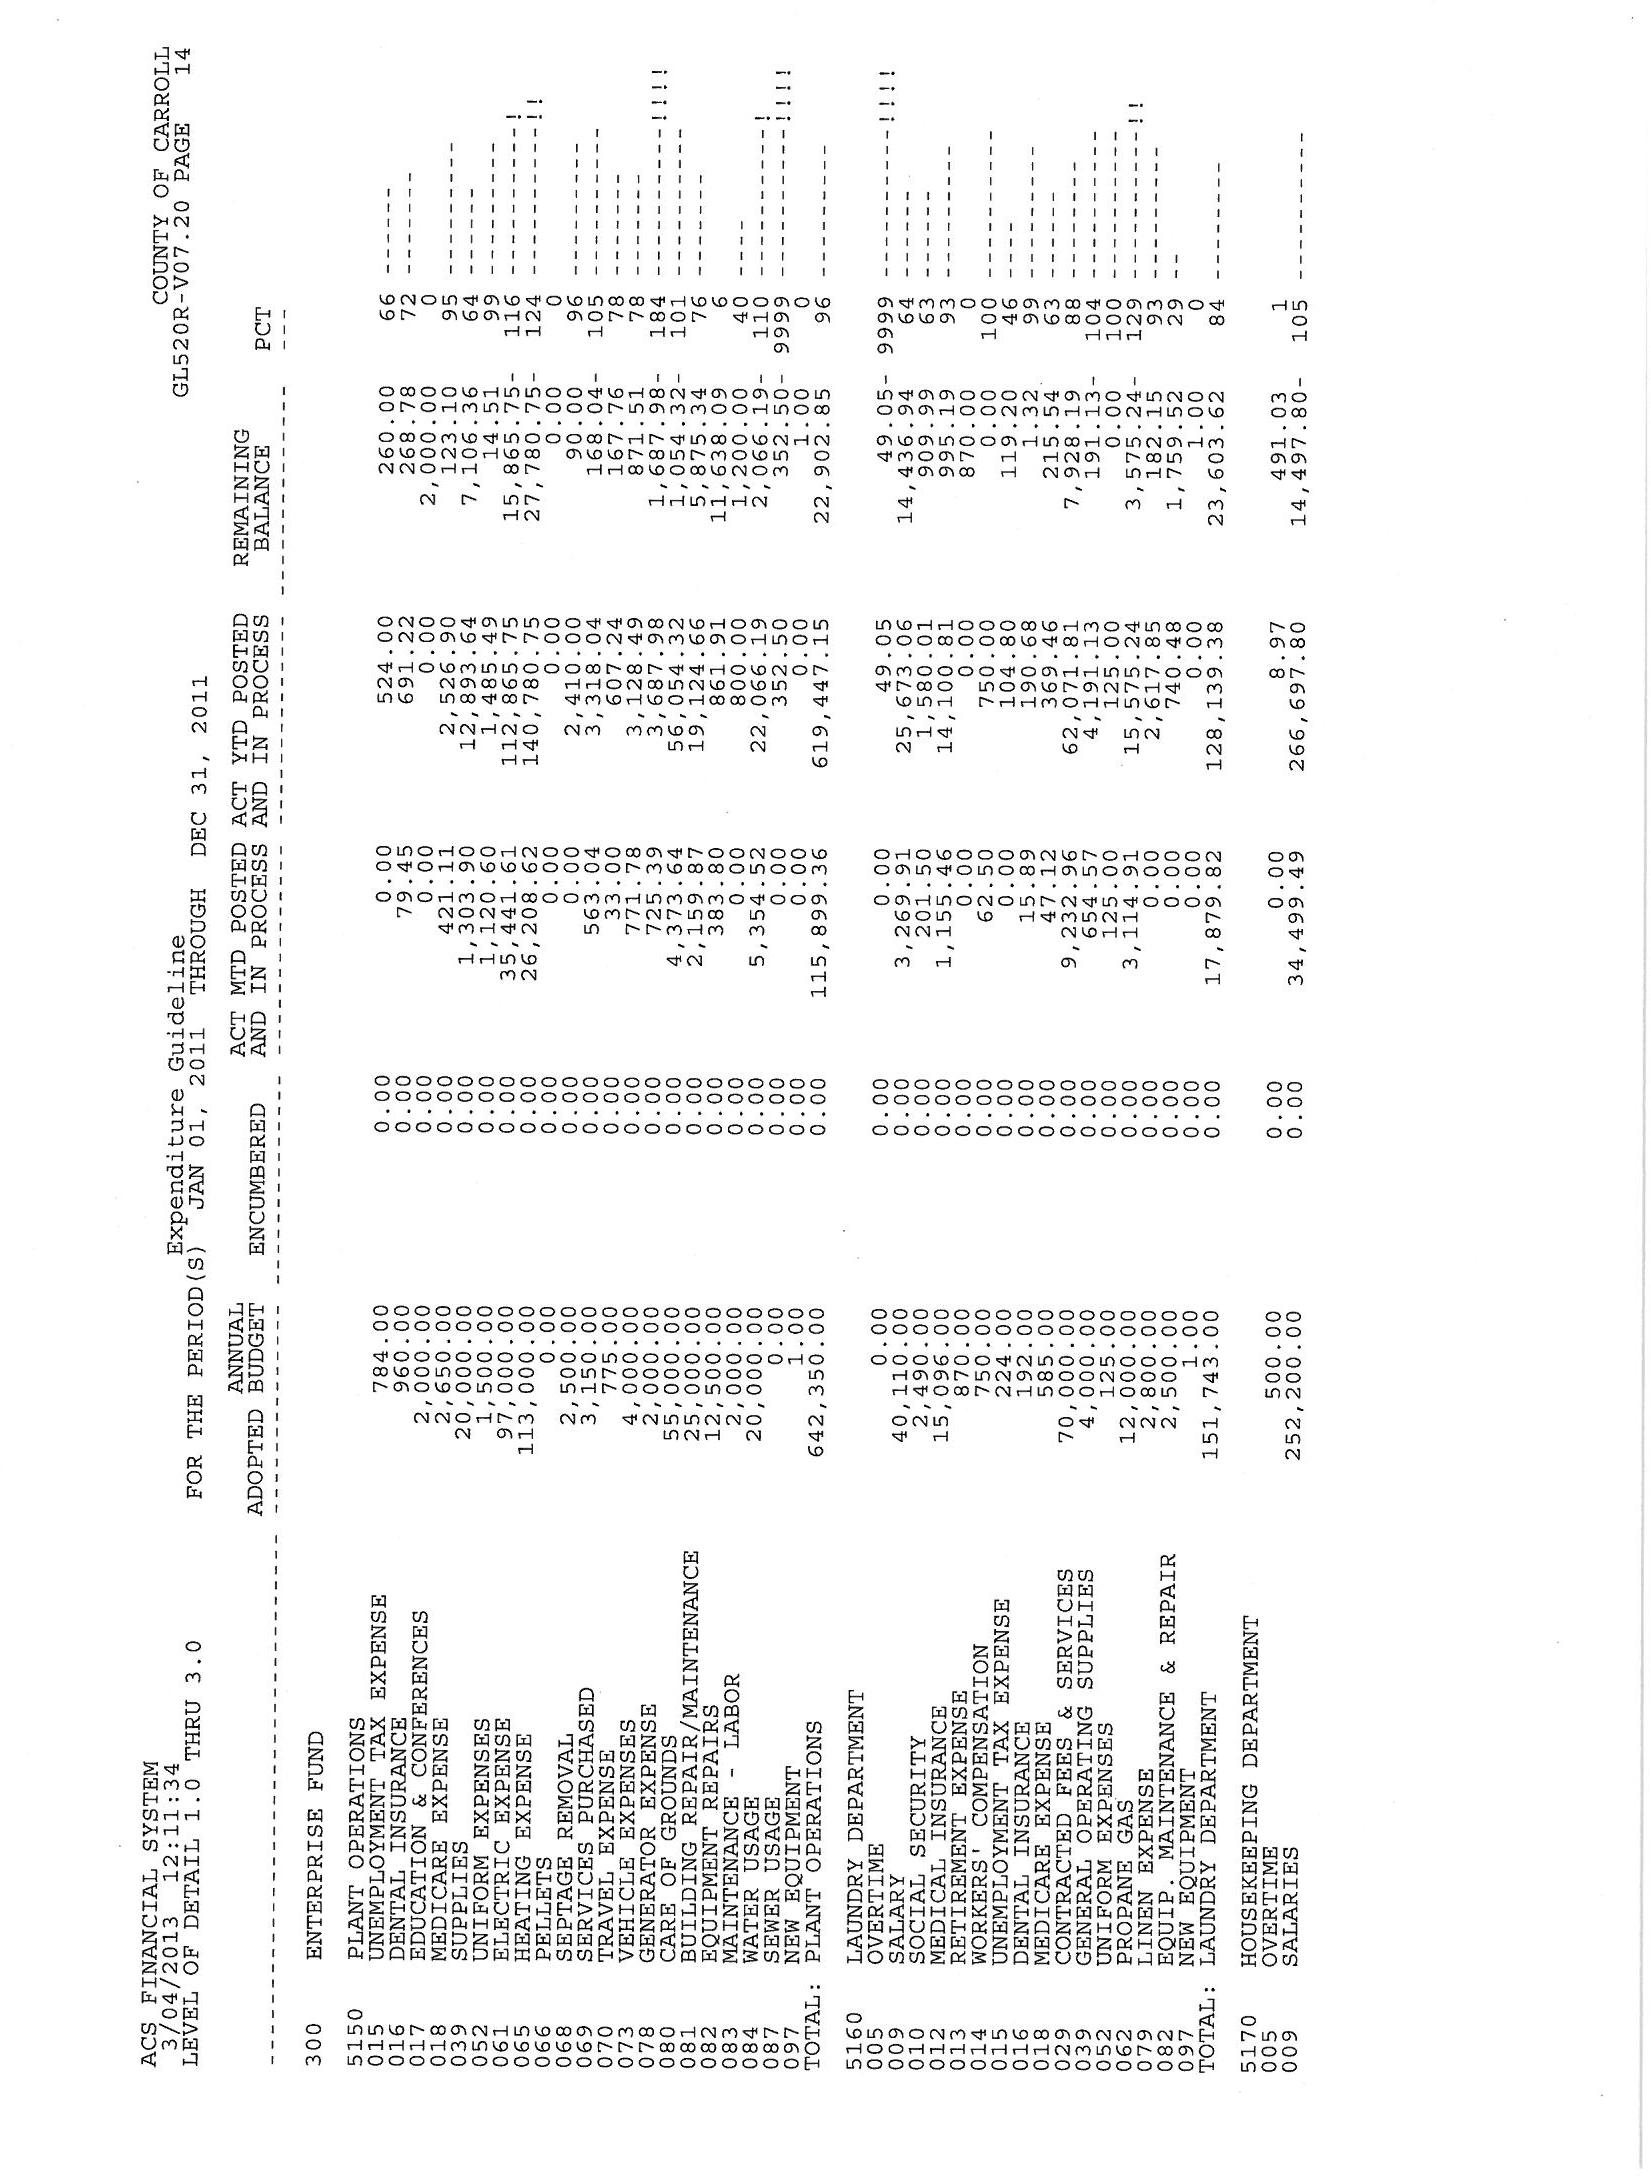 ACS FINANCIAL SYSTEM COUNTY OF CARROLL
3/04/2013 12:11:34 Expenditure Guideline GL520R-V07.20 PAGE 14
LEVEL OF DETAIL 1.0 THRU 3.0 FOR THE PERIOD(S) JAN 01, 2011 THROUGH DEC 31, 2011
ANNUAL ACT MTD POSTED ACT YTD POSTED REMAINING
ADOPTED BUDGET ENCUMBERED AND IN PROCESS AND IN PROCESS BALANCE PCT
300 ENTERPRISE FUND
5150 PLANT OPERATIONS
015 UNEMPLOYMENT TAX EXPENSE 784.00 0.00 0.00 524.00 260.00 66 ------
016 DENTAL INSURANCE 960.00 0.00 79.45 691.22 268.78 72 -------
017 EDUCATION & CONFERENCES 2,000.00 0.00 0.00 0.00 2,000.00 0
018 MEDICARE EXPENSE 2,650.00 0.00 421.11 2,526.90 123.10 95 ---------
039 SUPPLIES 20,000.00 0.00 1,303.90 12,893.64 7,106.36 64 ------
052 UNIFORM EXPENSES 1,500.00 0.00 1,120.60 1,485.49 14.51 99 ---------
061 ELECTRIC EXPENSE 97,000.00 0.00 35,441.61 112,865.75 15,865.75- 116 ----------!
065 HEATING EXPENSE 113,000.00 0.00 26,208.62 140,780.75 27,780.75- 124 ----------!!
066 PELLETS 0.00 0.00 0.00 0.00 0.00 0
068 SEPTAGE REMOVAL 2,500.00 0.00 0.00 2,410.00 90.00 96 ---------
069 SERVICES PURCHASED 3,150.00 0.00 563.04 3,318.04 168.04- 105 ----------
070 TRAVEL EXPENSE 775.00 0.00 33.00 607.24 167.76 78 -------
073 VEHICLE EXPENSES 4,000.00 0.00 771.78 3,128.49 871.51 78 -------
078 GENERATOR EXPENSE 2,000.00 0.00 725.39 3,687.98 1,687.98- 184 ----------!!!!
080 CARE OF GROUNDS 55,000.00 0.00 4,373.64 56,054.32 1,054.32- 101 ----------
081 BUILDING REPAIR/MAINTENANCE 25,000.00 0.00 2,159.87 19,124.66 5,875.34 76 -------
082 EQUIPMENT REPAIRS 12,500.00 0.00 383.80 861.91 11,638.09 6
083 MAINTENANCE - LABOR 2,000.00 0.00 0.00 800.00 1,200.00 40 ----
084 WATER USAGE 20,000.00 0.00 5,354.52 22,066.19 2,066.19- 110 ----------!
087 SEWER USAGE 0.00 0.00 0.00 352.50 352.50- 9999 ----------!!!!
097 NEW EQUIPMENT 1.00 0.00 0.00 0.00 1.00 0
TOTAL: PLANT OPERATIONS 642,350.00 0.00 115,899.36 619,447.15 22,902.85 96 ---------
5160 LAUNDRY DEPARTMENT
005 OVERTIME 0.00 0.00 0.00 49.05 49.05- 9999 ----------!!!!
009 SALARY 40,110.00 0.00 3,269.91 25,673.06 14,436.94 64 ------
010 SOCIAL SECURITY 2,490.00 0.00 201.50 1,580.01 909.99 63 ------
012 MEDICAL INSURANCE 15,096.00 0.00 1,155.46 14,100.81 995.19 93 ---------
013 RETIREMENT EXPENSE 870.00 0.00 0.00 0.00 870.00 0
014 WORKERS' COMPENSATION 750.00 0.00 62.50 750.00 0.00 100 ----------
015 UNEMPLOYMENT TAX EXPENSE 224.00 0.00 0.00 104.80 119.20 46 ----
016 DENTAL INSURANCE 192.00 0.00 15.89 190.68 1.32 99 ---------
018 MEDICARE EXPENSE 585.00 0.00 47.12 369.46 215.54 63 ------
029 CONTRACTED FEES & SERVICES 70,000.00 0.00 9,232.96 62,071.81 7,928.19 88 --------
039 GENERAL OPERATING SUPPLIES 4,000.00 0.00 654.57 4,191.13 191.13- 104 ----------
052 UNIFORM EXPENSES 125.00 0.00 125.00 125.00 0.00 100 ----------
062 PROPANE GAS 12,000.00 0.00 3,114.91 15,575.24 3,575.24- 129 ----------!!
079 LINEN EXPENSE 2,800.00 0.00 0.00 2,617.85 182.15 93 ---------
082 EQUIP. MAINTENANCE & REPAIR 2,500.00 0.00 0.00 740.48 1,759.52 29 --
097 NEW EQUIPMENT 1.00 0.00 0.00 0.00 1.00 0
TOTAL: LAUNDRY DEPARTMENT 151,743.00 0.00 17,879.82 128,139.38 23,603.62 84 --------
5170 HOUSEKEEPING DEPARTMENT
005 OVERTIME 500.00 0.00 0.00 8.97 491.03 1
009 SALARIES 252,200.00 0.00 34,499.49 266,697.80 14,497.80- 105 ----------